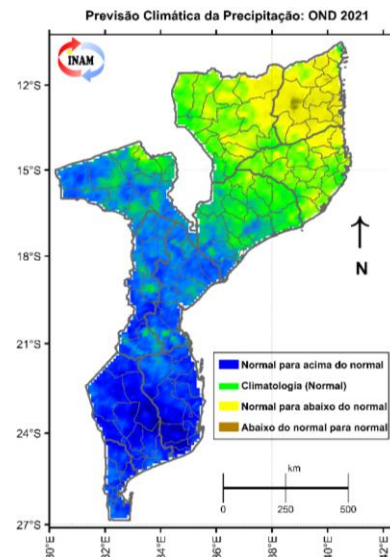 Previsão Climática da Precipitação: OND 2021
INAM
12°S
15°S
18°S
21°S
24°S
27°S
N
Normal para acima do normal
Climatologia (Normal)
Normal para abaixo do normal
Abaixo do normal para normal
km
0 250 500
32°E 34°E 36°E 38°E